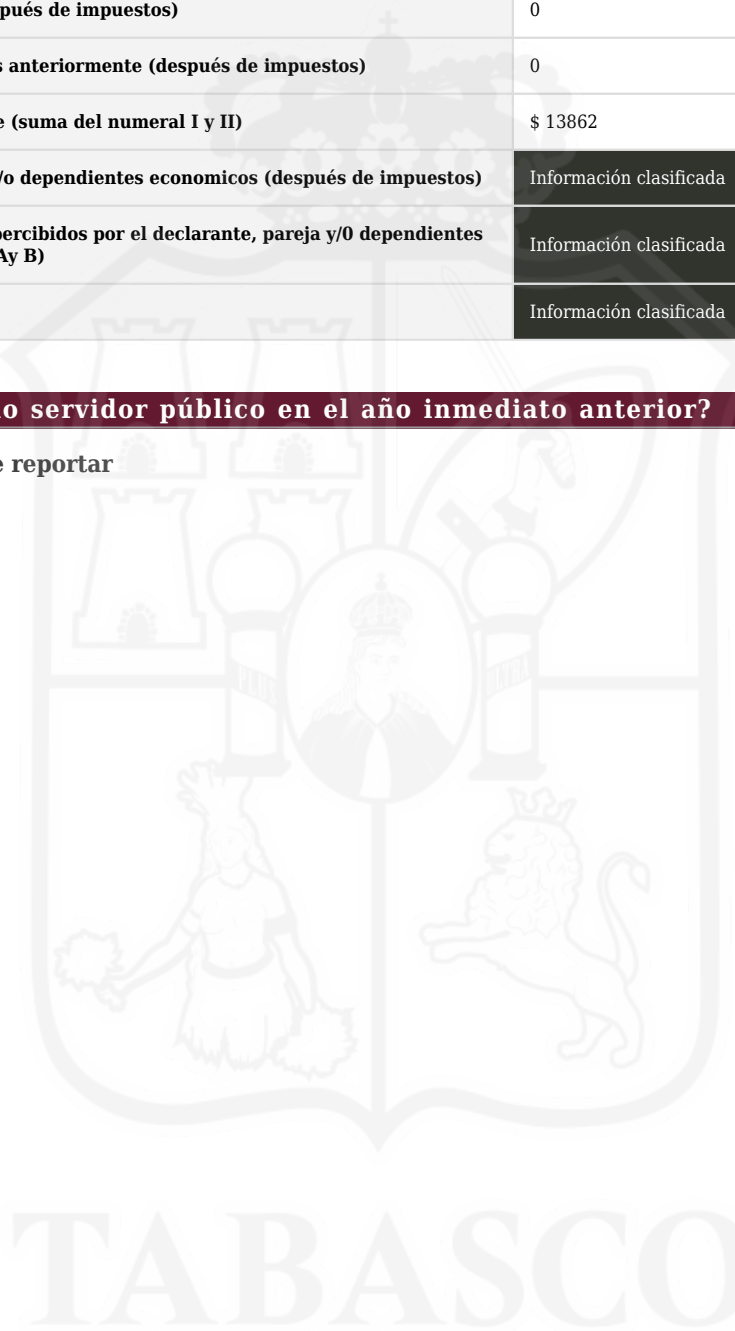 pués de impuestos)
0
s anteriormente (después de impuestos)
0
e (suma del numeral I y II)
$ 13862
/o dependientes economicos (después de impuestos)
Información clasificada
percibidos por el declarante, pareja y/0 dependientes
Ay B)
Información clasificada
Información clasificada
o servidor público en el año inmediato anterior?
e reportar
PLUS
ULTRA
TABASCO